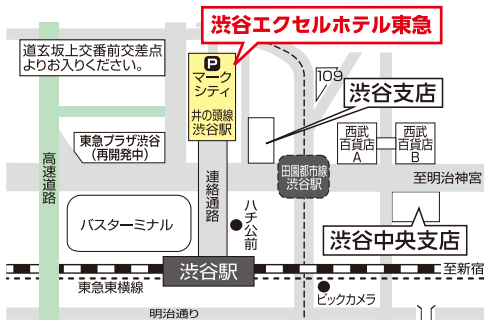 渋谷エクセルホテル東急
道玄坂上交番前交差点
よりお入りください。
P
マーク
シティ
井の頭線
渋谷駅
109
渋谷支店
東急プラザ渋谷
(再開発中)
西武
百貨店
A
西武
百貨店
B
高速道路
連絡通路
田園都市線
渋谷駅
至明治神宮
バスターミナル
ハチ公前
渋谷中央支店
渋谷駅
至新宿
東急東横線
ビックカメラ
明治通り